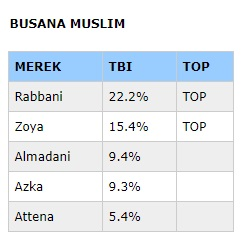 BUSANA MUSLIM
MEREK TBI TOP
Rabbani 22.2% TOP
Zoya 15.4% TOP
Almadani 9.4%
Azka 9.3%
Attena 5.4%